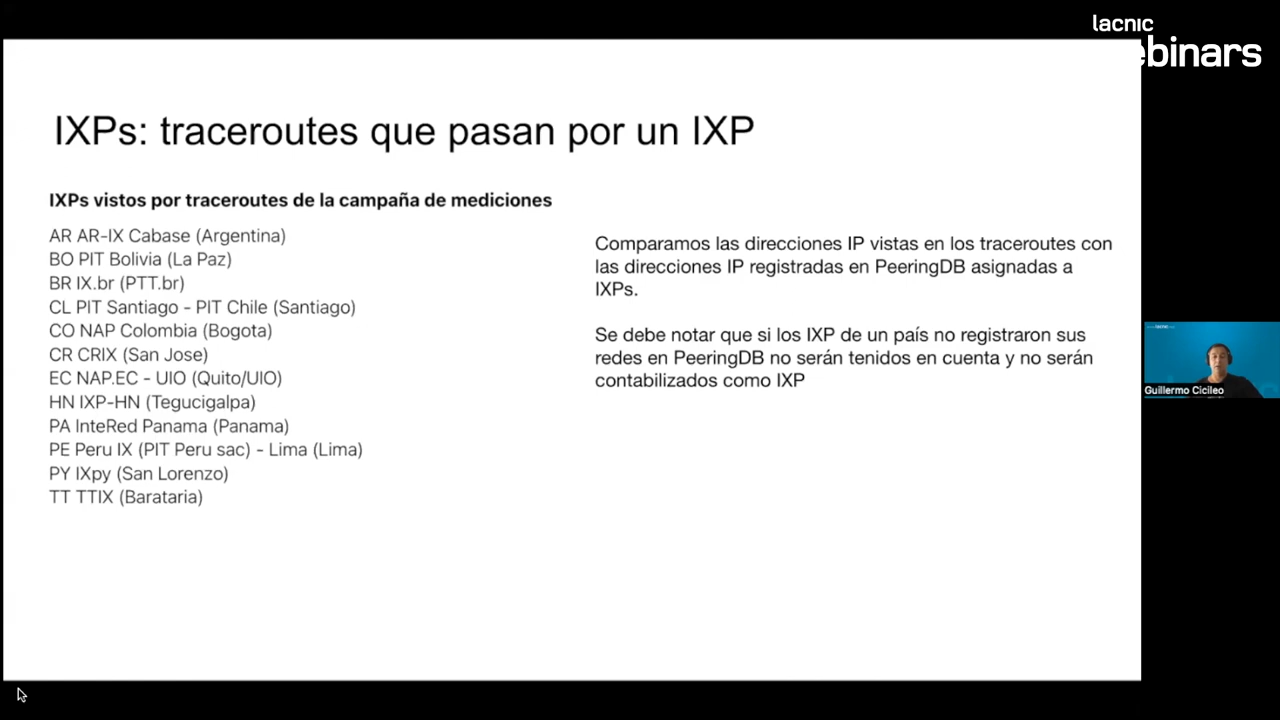 lacnic
ebinars
IXPs: traceroutes que pasan por un IXP
IXPs vistos por traceroutes de la campaña de mediciones
AR AR-IX Cabase (Argentina)
BO PIT Bolivia (La Paz)
BR IX.br (PTT.br)
CL PIT Santiago - PIT Chile (Santiago)
CO NAP Colombia (Bogota)
CR CRIX (San Jose)
EC NAP.EC - UIO (Quito/UIO)
HN IXP-HN (Tegucigalpa)
PA InteRed Panama (Panama)
PE Peru IX (PIT Peru sac) - Lima (Lima)
PY IXpy (San Lorenzo)
TT TTIX (Barataria)
Comparamos las direcciones IP vistas en los traceroutes con
las direcciones IP registradas en PeeringDB asignadas a
IXPs.
Se debe notar que si los IXP de un país no registraron sus
redes en PeeringDB no serán tenidos en cuenta y no serán
contabilizados como IXP
Guillermo Cicileo